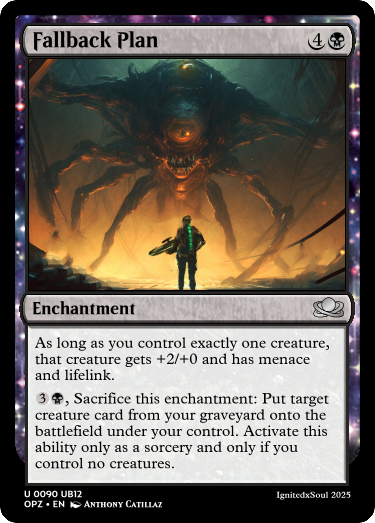 Fallback Plan 4
Enchantment
As long as you control exactly one creature,
that creature gets +2/+0 and has menace
and lifelink.
3, Sacrifice this enchantment: Put target
creature card from your graveyard onto the
battlefield under your control. Activate this
ability only as a sorcery and only if you
control no creatures.
U 0090 UB12
OPZ • EN Anthony Catillaz
IgnitedxSoul 2025